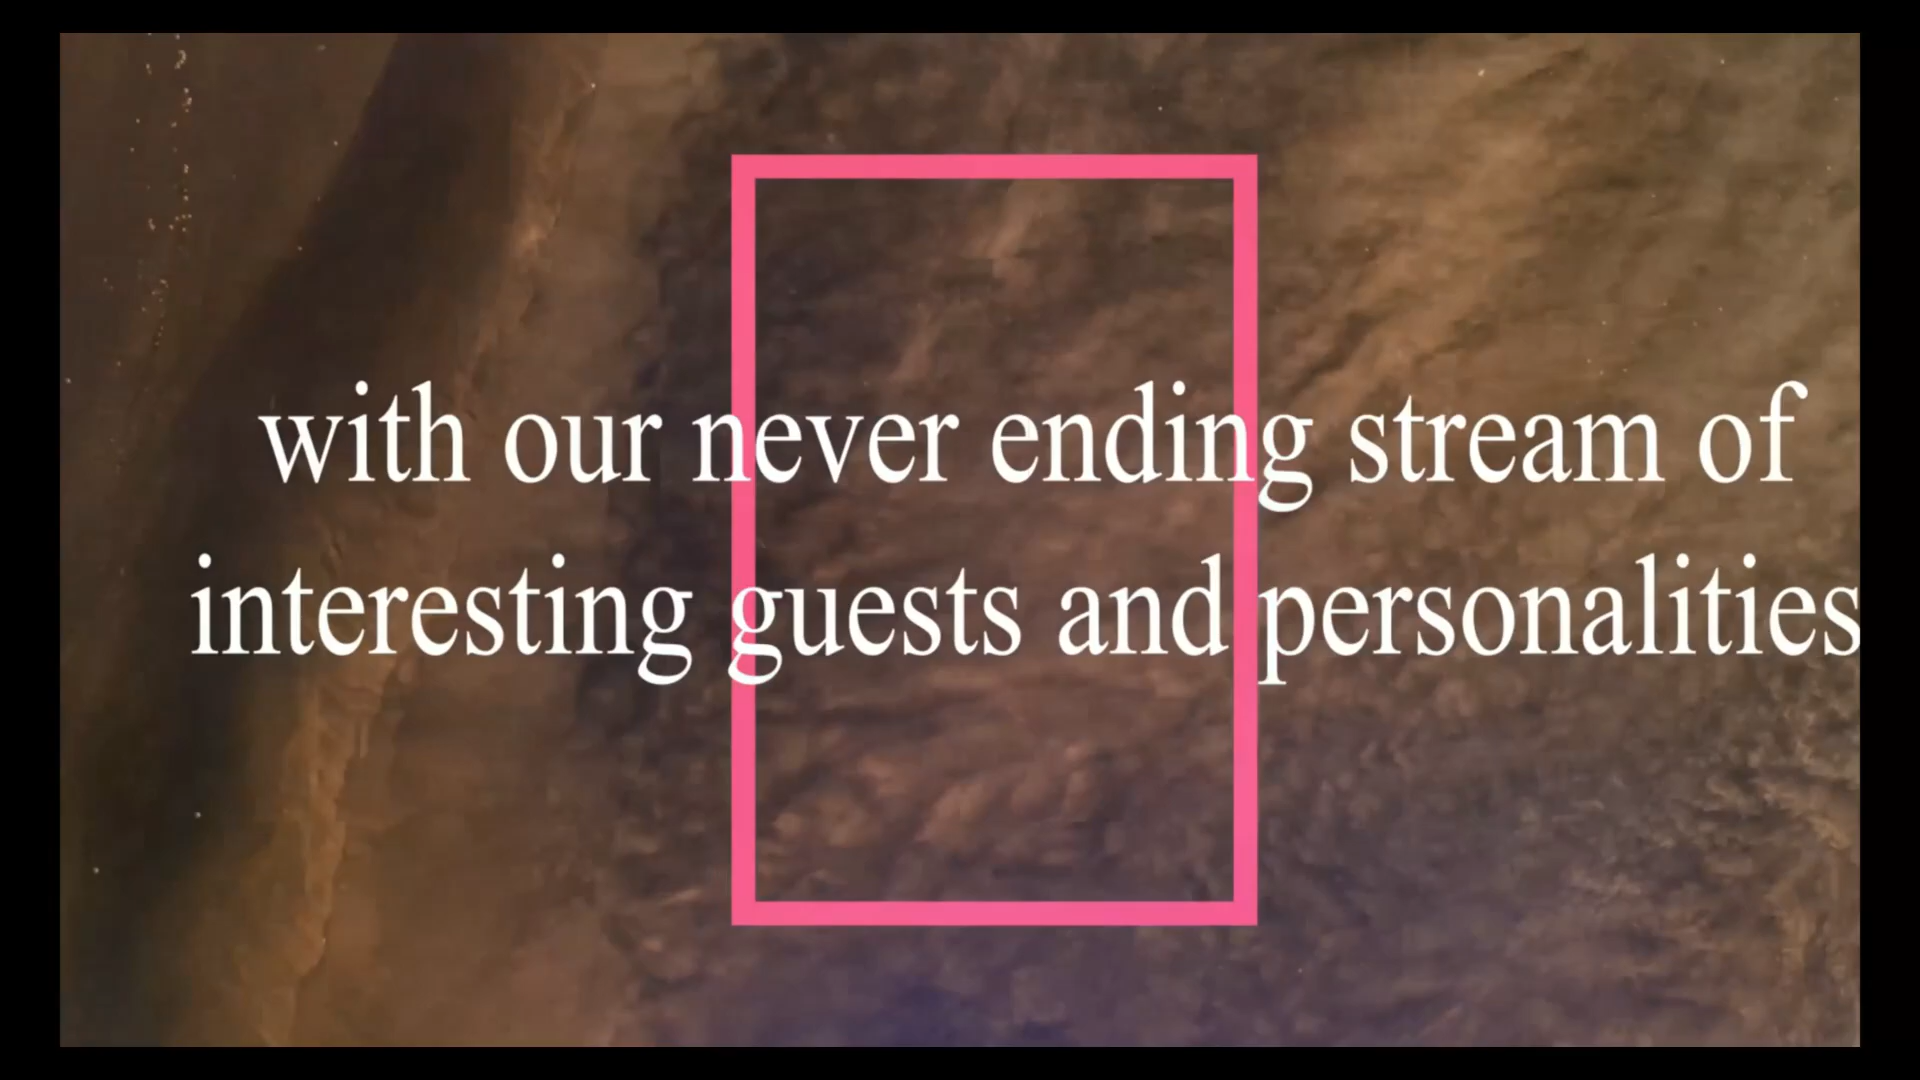 with our never ending stream of
interesting guests and personalities